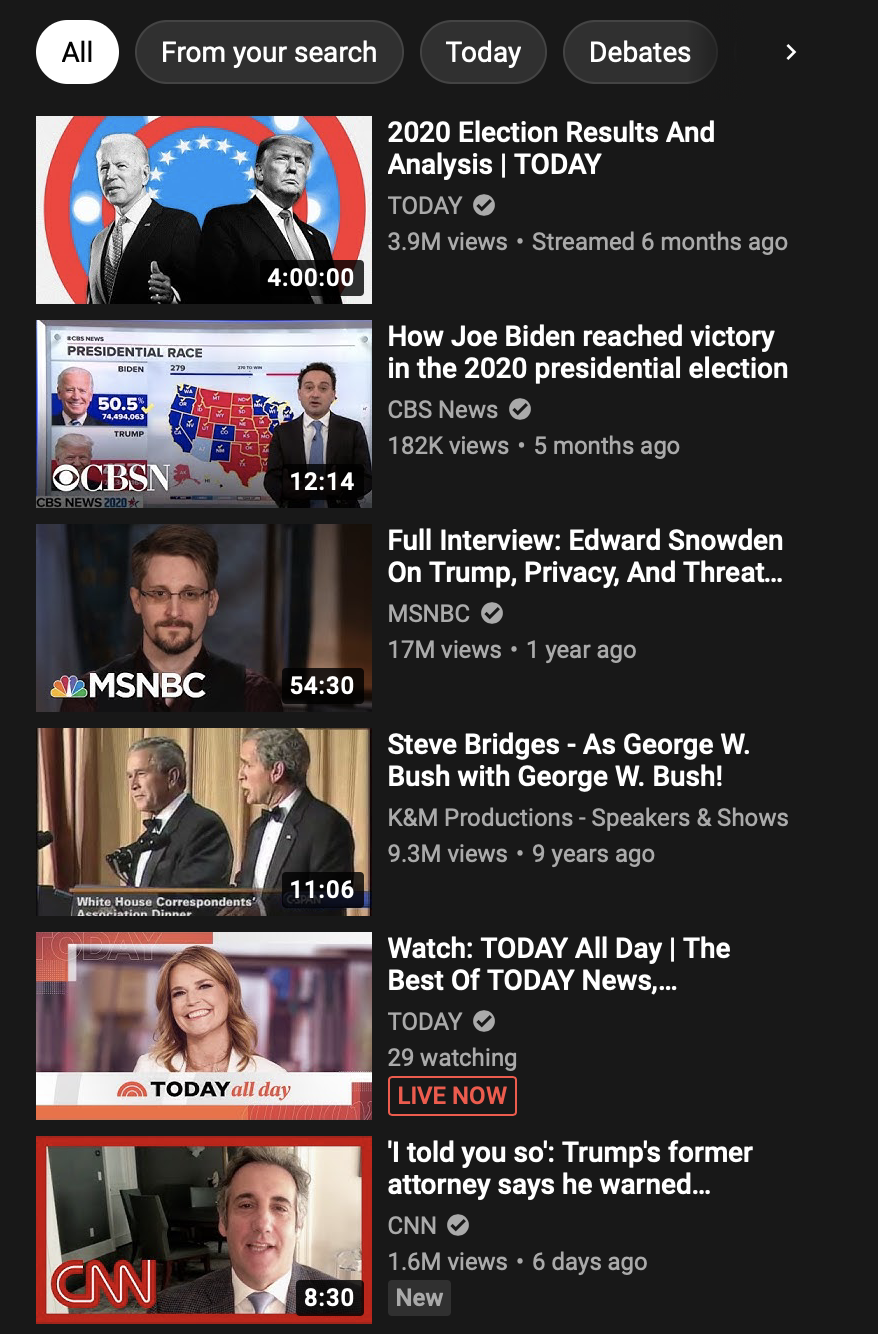 All
From your search
Today
Debates
2020 Election Results And
Analysis | TODAY
TODAY
3.9M views • Streamed 6 months ago
4:00:00
How Joe Biden reached victory
in the 2020 presidential election
CBS News
182K views • 5 months ago
CBS NEWS
PRESIDENTIAL RACE
BIDEN
279
270 TO WIN
50.5%
74,494,063
TRUMP
CBSN
CBS NEWS 2020
12:14
Full Interview: Edward Snowden
On Trump, Privacy, And Threat…
MSNBC
17M views • 1 year ago
MSNBC
54:30
Steve Bridges - As George W.
Bush with George W. Bush!
K&M Productions - Speakers & Shows
9.3M views • 9 years ago
11:06
White House Correspondents'
Association Dinner
Watch: TODAY All Day | The
Best Of TODAY News,…
TODAY
29 watching
LIVE NOW
TODAY
TODAY all day
'I told you so': Trump's former
attorney says he warned…
CNN
1.6M views • 6 days ago
New
CNN
8:30